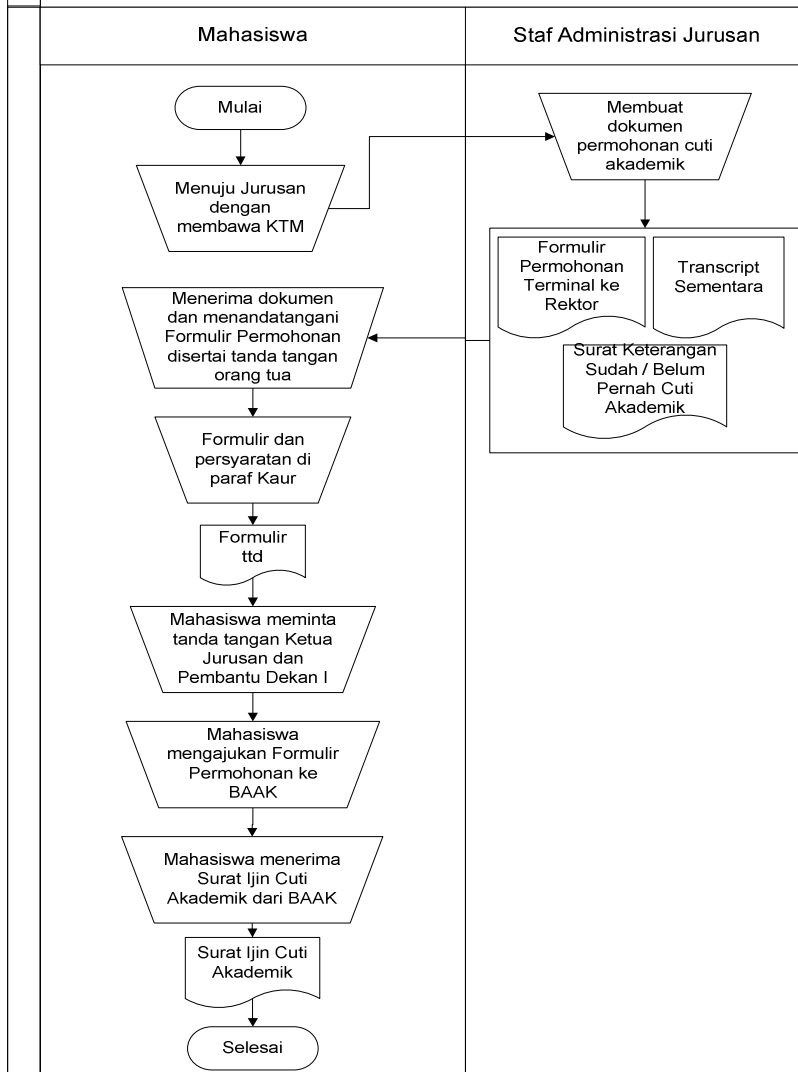 Mahasiswa
Staf Administrasi Jurusan
Mulai
Menuju Jurusan
dengan
membawa KTM
Membuat
dokumen
permohonan cuti
akademik
Formulir
Permohonan
Terminal ke
Rektor
Transcript
Sementara
Surat Keterangan
Sudah / Belum
Pernah Cuti
Akademik
Menerima dokumen
dan menandatangani
Formulir Permohonan
disertai tanda tangan
orang tua
Formulir dan
persyaratan di
paraf Kaur
Formulir
ttd
Mahasiswa meminta
tanda tangan Ketua
Jurusan dan
Pembantu Dekan I
Mahasiswa
mengajukan Formulir
Permohonan ke
BAAK
Mahasiswa menerima
Surat Ijin Cuti
Akademik dari BAAK
Surat Ijin Cuti
Akademik
Selesai